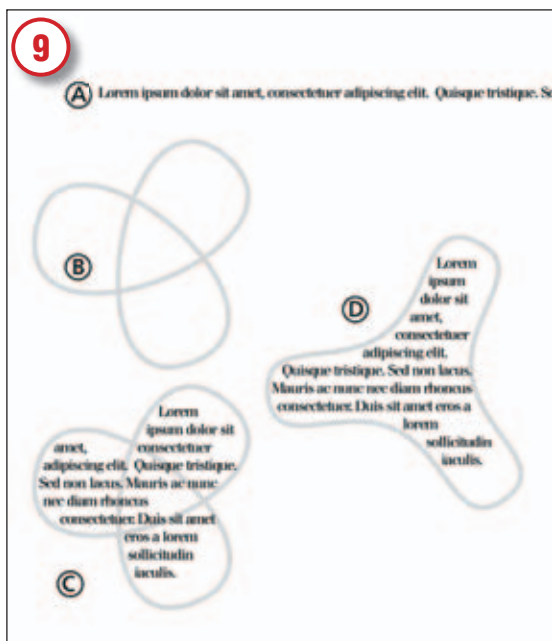 9
A Lorem ipsum dolor sit amet, consectetuer adipiscing elit. Quisque tristique. Se
B
D
Lorem
ipsum
dolor sit
amet,
consectetuer
adipiscing elit.
Quisque tristique. Sed non lacus.
Mauris ac nunc nec diam rhoncus
consectetuer. Duis sit amet eros a
lorem
sollicitudin
iaculis.
Lorem
ipsum dolor sit
amet, consectetuer
adipiscing elit. Quisque tristique.
Sed non lacus. Mauris ac nunc
nec diam rhoncus
consectetuer. Duis sit amet
eros a lorem
sollicitudin
iaculis.
C